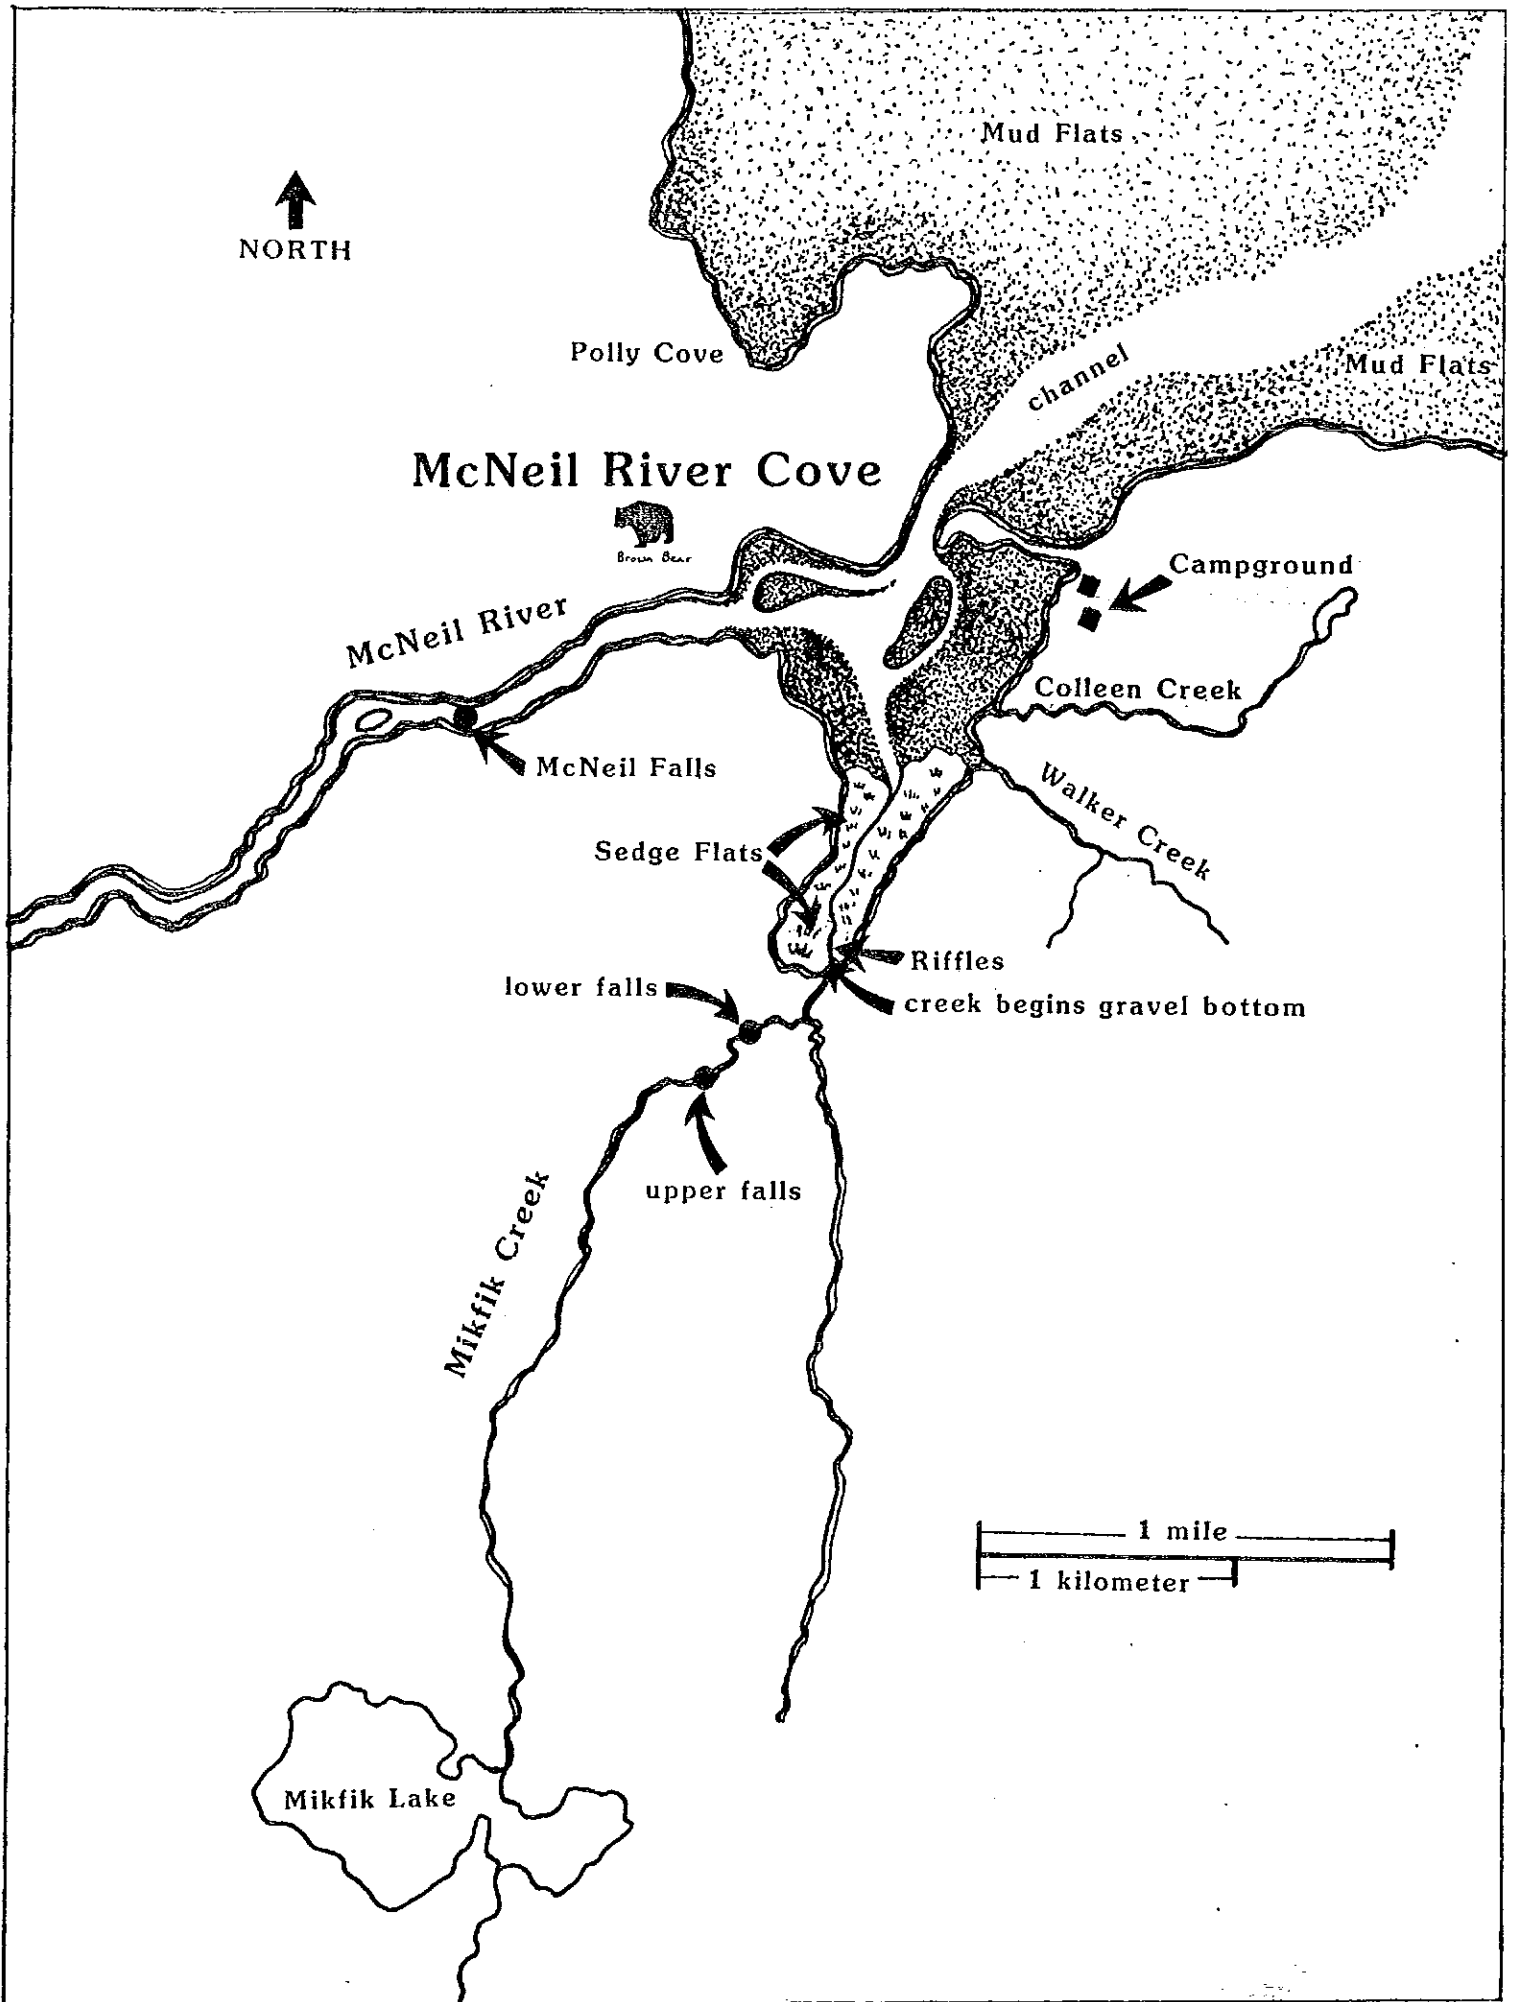 Mud Flats
NORTH
Polly Cove
channel
Mud Flats
McNeil River Cove
Brown Bear
Campground
McNeil River
Colleen Creek
McNeil Falls
Walker Creek
Sedge Flats
Riffles
lower falls
creek begins gravel bottom
upper falls
Mikfik Creek
1 mile
1 kilometer
Mikfik Lake